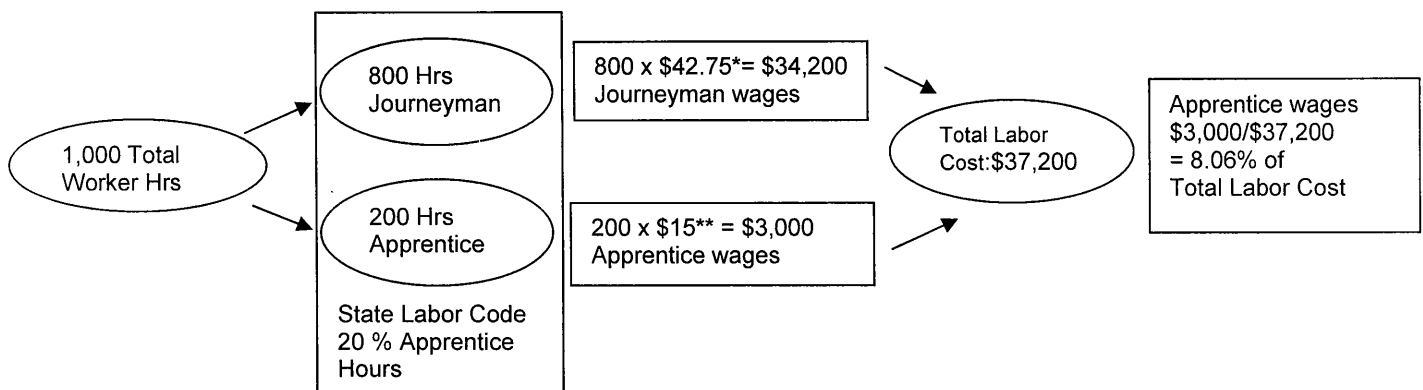 1,000 Total
Worker Hrs
800 Hrs
Journeyman
200 Hrs
Apprentice
State Labor Code
20 % Apprentice
Hours
800 x $42.75*= $34,200
Journeyman wages
200 x $15** = $3,000
Apprentice wages
Total Labor
Cost:$37,200
Apprentice wages
$3,000/$37,200
= 8.06% of
Total Labor Cost